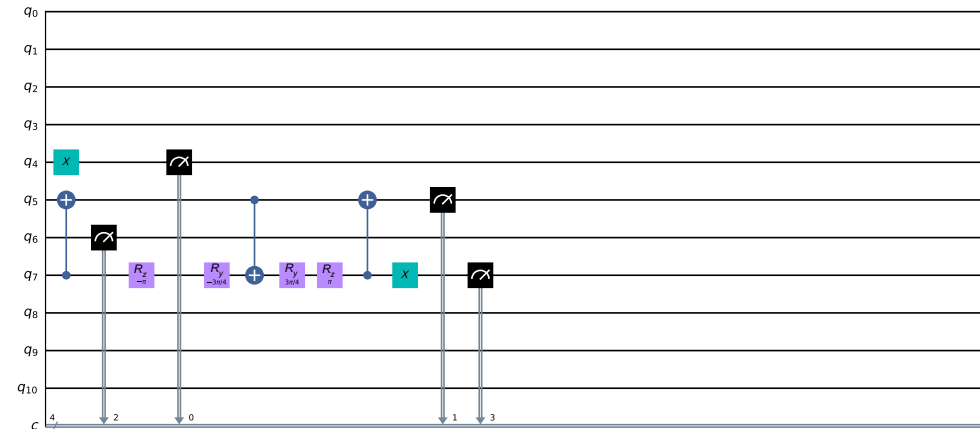 q0
q1
q2
q3
q4 X
q5
q6
q7 Rz −π Ry −3π/4 Ry 3π/4 Rz π X
q8
q9
q10
c 4 2 0 1 3